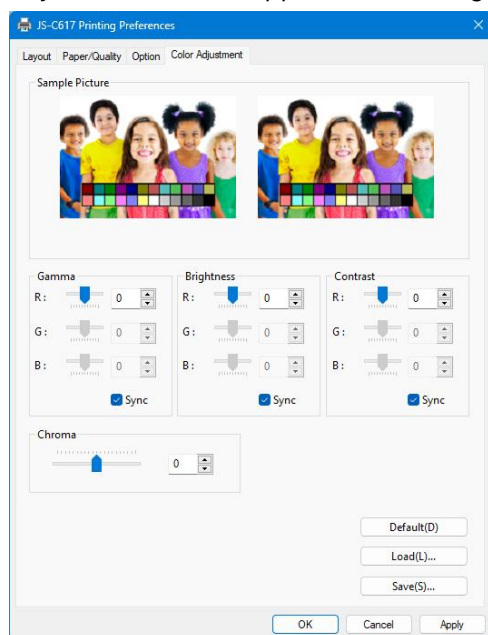 JS-C617 Printing Preferences
Layout Paper/Quality Option Color Adjustment
Sample Picture
Gamma Brightness Contrast
R: 0 R: 0 R: 0
G: 0 G: 0 G: 0
B: 0 B: 0 B: 0
Sync Sync Sync
Chroma
0
Default(D)
Load(L)...
Save(S)...
OK Cancel Apply